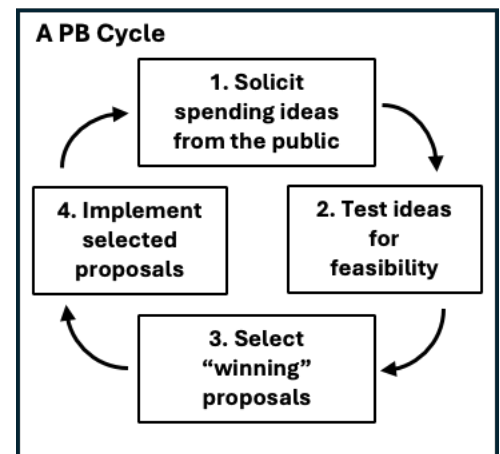 A PB Cycle
1. Solicit
spending ideas
from the public
2. Test ideas
for
feasibility
3. Select
“winning”
proposals
4. Implement
selected
proposals